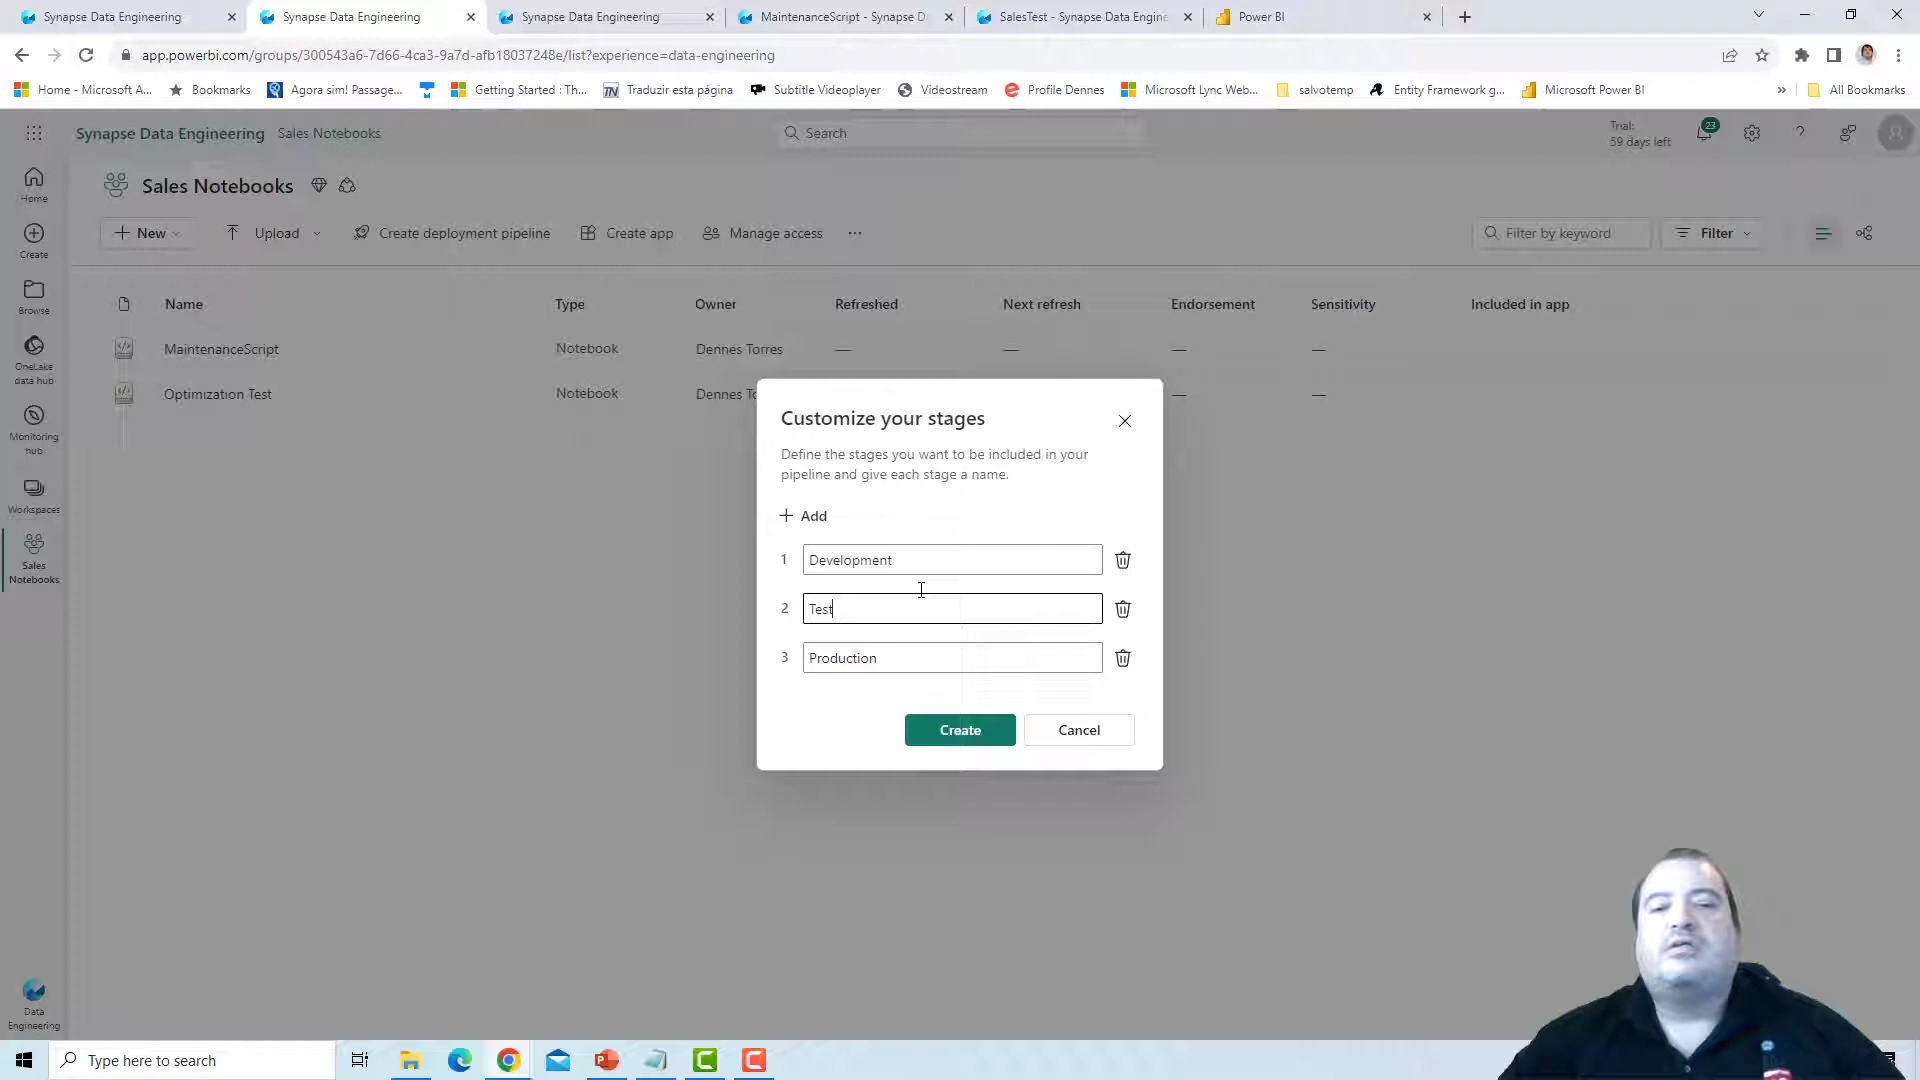 Synapse Data Engineering
Synapse Data Engineering
Synapse Data Engineering
MaintenanceScript - Synapse D
SalesTest - Synapse Data Engine
Power BI
app.powerbi.com/groups/300543a6-7d66-4ca3-9a7d-afb18037248e/list?experience=data-engineering
Home - Microsoft A...
Bookmarks
Agora sim! Passage...
Getting Started : Th...
Traduzir esta página
Subtitle Videoplayer
Videostream
Profile Dennes
Microsoft Lync Web...
salvotemp
Entity Framework g...
Microsoft Power BI
»
All Bookmarks
Synapse Data Engineering Sales Notebooks
Search
Trial:
59 days left
23
Home
Create
Browse
OneLake
data hub
Monitoring
hub
Workspaces
Sales
Notebooks
Data
Engineering
Sales Notebooks
New
Upload
Create deployment pipeline
Create app
Manage access
...
Filter by keyword
Filter
Name Type Owner Refreshed Next refresh Endorsement Sensitivity Included in app
MaintenanceScript Notebook Dennes Torres — — — —
Optimization Test Notebook Dennes To — —
Customize your stages
Define the stages you want to be included in your
pipeline and give each stage a name.
+ Add
1 Development
2 Test
3 Production
Create Cancel
Type here to search